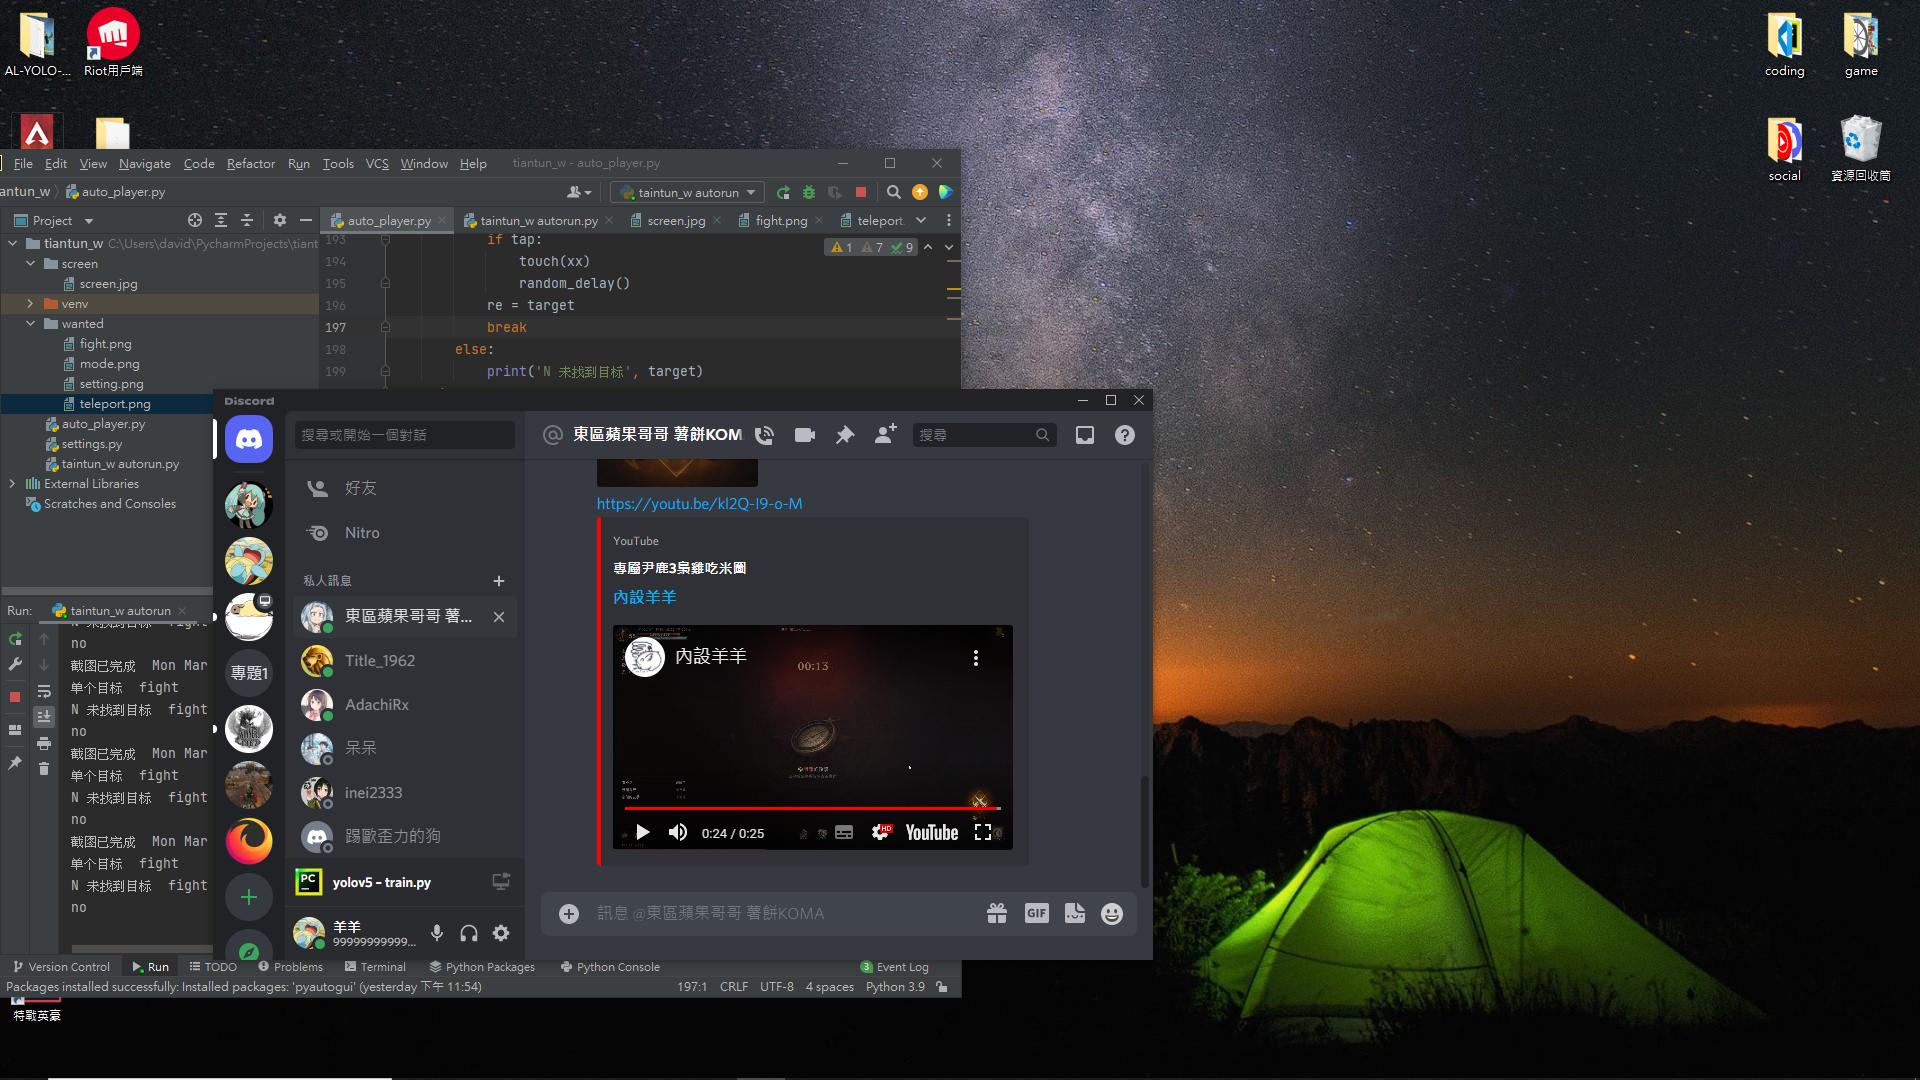 AL-YOLO-...
Riot用戶端
coding
game
social
資源回收筒
特戰英豪
File Edit View Navigate Code Refactor Run Tools VCS Window Help
tiantun_w - auto_player.py
antun_w
auto_player.py
taintun_w autorun
Project
auto_player.py
taintun_w autorun.py
screen.jpg
fight.png
teleport.
tiantun_w C:\Users\david\PycharmProjects\tiant
screen
screen.jpg
venv
wanted
fight.png
mode.png
setting.png
teleport.png
auto_player.py
settings.py
taintun_w autorun.py
External Libraries
Scratches and Consoles
1 7 9
193 if tap:
194 touch(xx)
195 random_delay()
196 re = target
197 break
198 else:
199 print('N 未找到目标', target)
Run:
taintun_w autorun
N 未找到目标 fight
no
截图已完成 Mon Mar
单个目标 fight
N 未找到目标 fight
no
截图已完成 Mon Mar
单个目标 fight
N 未找到目标 fight
no
截图已完成 Mon Mar
单个目标 fight
N 未找到目标 fight
no
Version Control
Run
TODO
Problems
Terminal
Python Packages
Python Console
3 Event Log
Packages installed successfully: Installed packages: 'pyautogui' (yesterday 下午 11:54)
197:1 CRLF UTF-8 4 spaces Python 3.9
Discord
專題1
搜尋或開始一個對話
好友
Nitro
私人訊息
東區蘋果哥哥 薯...
Title_1962
AdachiRx
呆呆
inei2333
踢歐歪力的狗
PC
yolov5 – train.py
羊羊
99999999999...
東區蘋果哥哥 薯餅KOM
搜尋
https://youtu.be/kl2Q-I9-o-M
YouTube
專屬尹鹿3梟雞吃米圃
內設羊羊
內設羊羊
00:13
0:24 / 0:25
HD
YouTube
訊息 @東區蘋果哥哥 薯餅KOMA
GIF